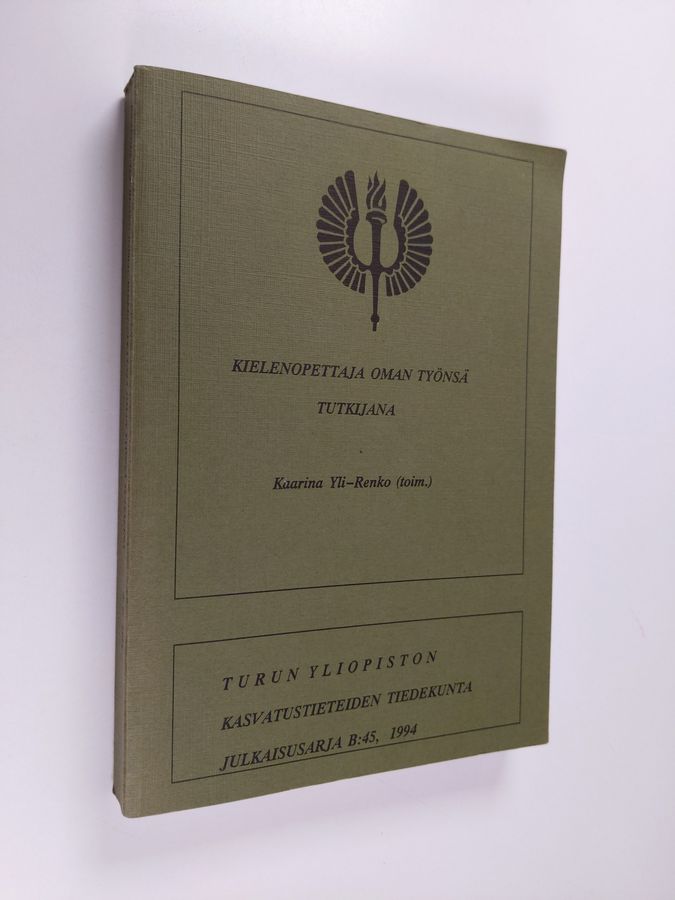 KIELENOPETTAJA OMAN TYÖNSÄ
TUTKIJANA
Kaarina Yli-Renko (toim.)
TURUN YLIOPISTON
KASVATUSTIETEIDEN TIEDEKUNTA
JULKAISUSARJA B:45, 1994